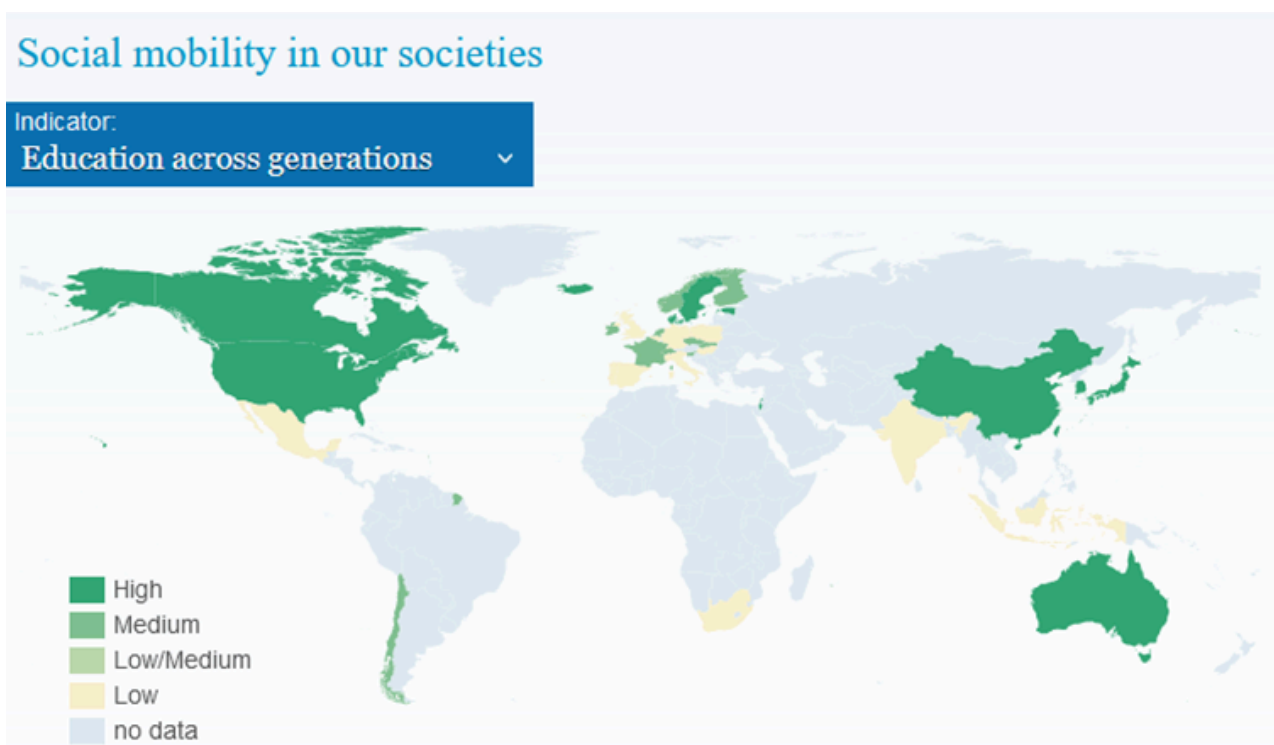 Social mobility in our societies
Indicator:
Education across generations
High
Medium
Low/Medium
Low
no data